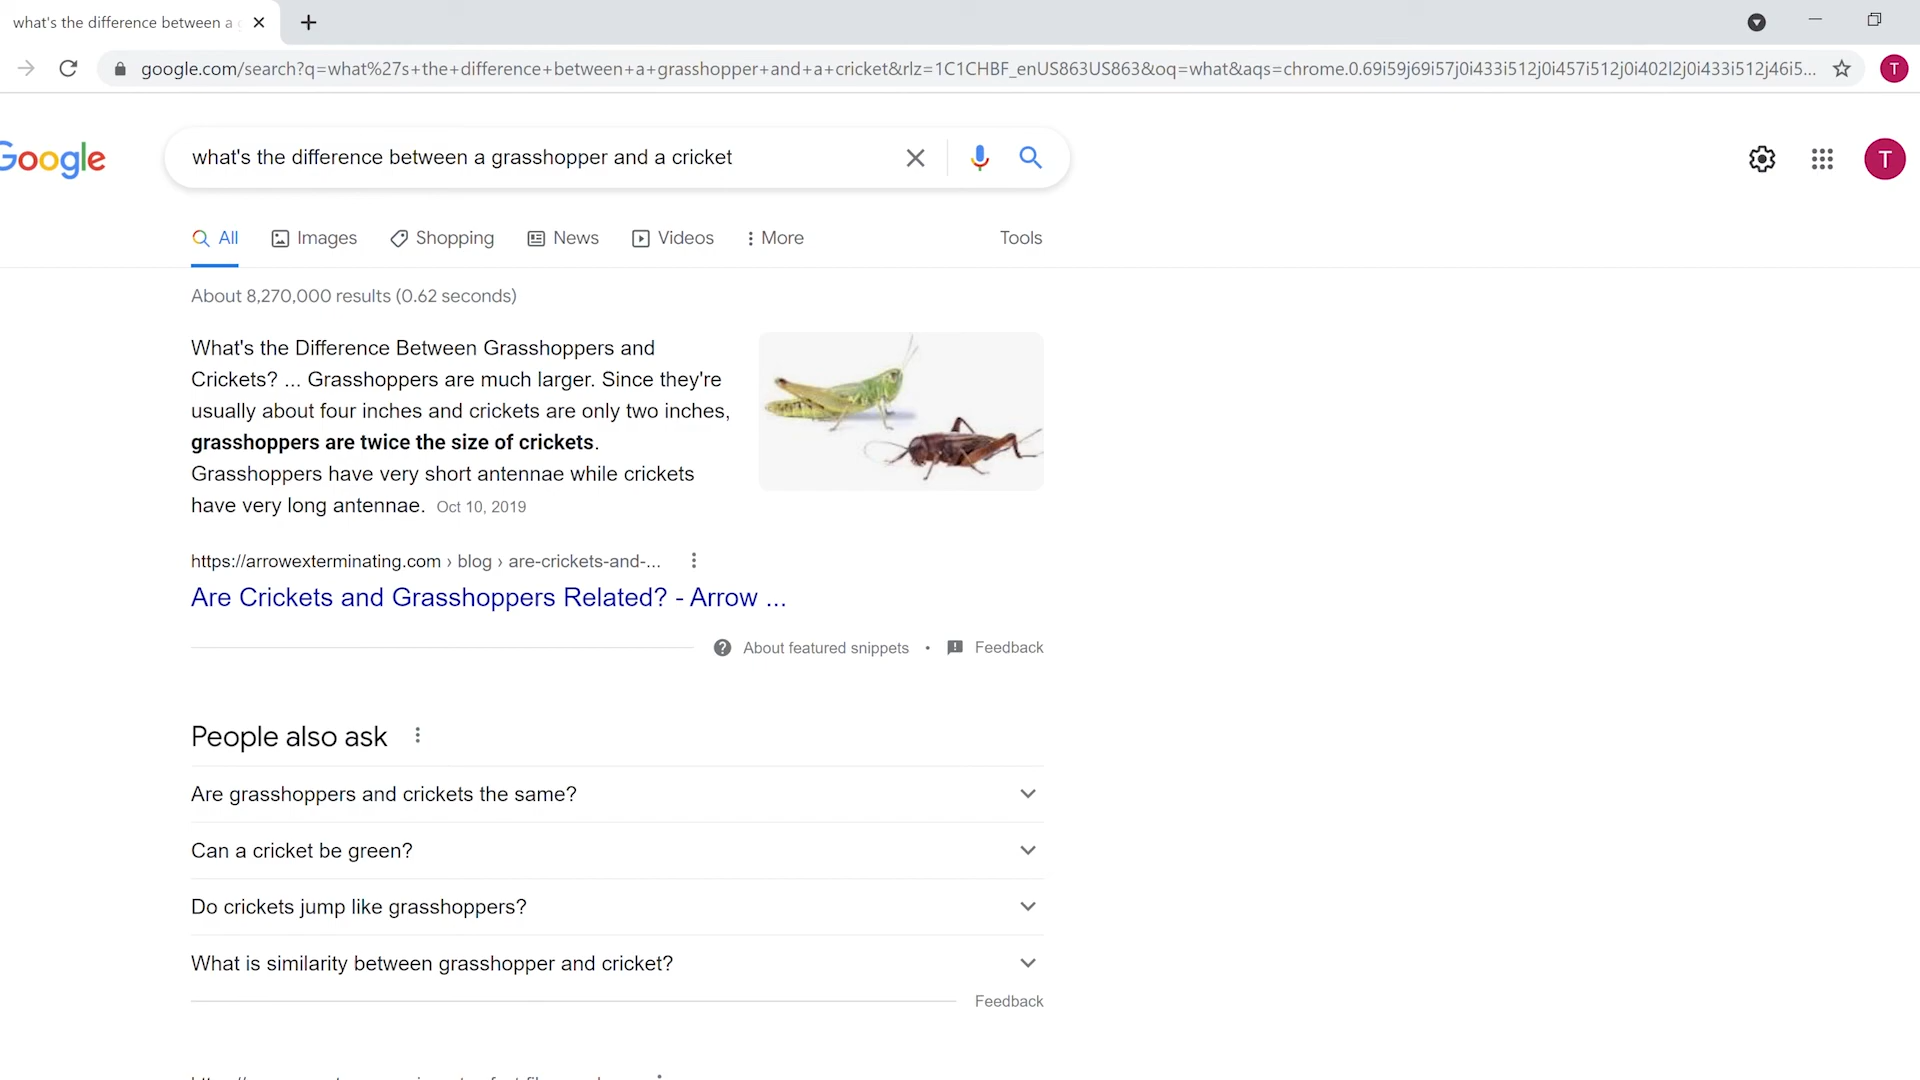 what's the difference between a
google.com/search?q=what%27s+the+difference+between+a+grasshopper+and+a+cricket&rlz=1C1CHBF_enUS863US863&oq=what&aqs=chrome.0.69i59j69i57j0i433i512j0i457i512j0i402l2j0i433i512j46i5...
T
Google
what's the difference between a grasshopper and a cricket
T
All
Images
Shopping
News
Videos
More
Tools
About 8,270,000 results (0.62 seconds)
What's the Difference Between Grasshoppers and
Crickets? ... Grasshoppers are much larger. Since they're
usually about four inches and crickets are only two inches,
grasshoppers are twice the size of crickets.
Grasshoppers have very short antennae while crickets
have very long antennae. Oct 10, 2019
https://arrowexterminating.com › blog › are-crickets-and-...
Are Crickets and Grasshoppers Related? - Arrow ...
About featured snippets • Feedback
People also ask
Are grasshoppers and crickets the same?
Can a cricket be green?
Do crickets jump like grasshoppers?
What is similarity between grasshopper and cricket?
Feedback